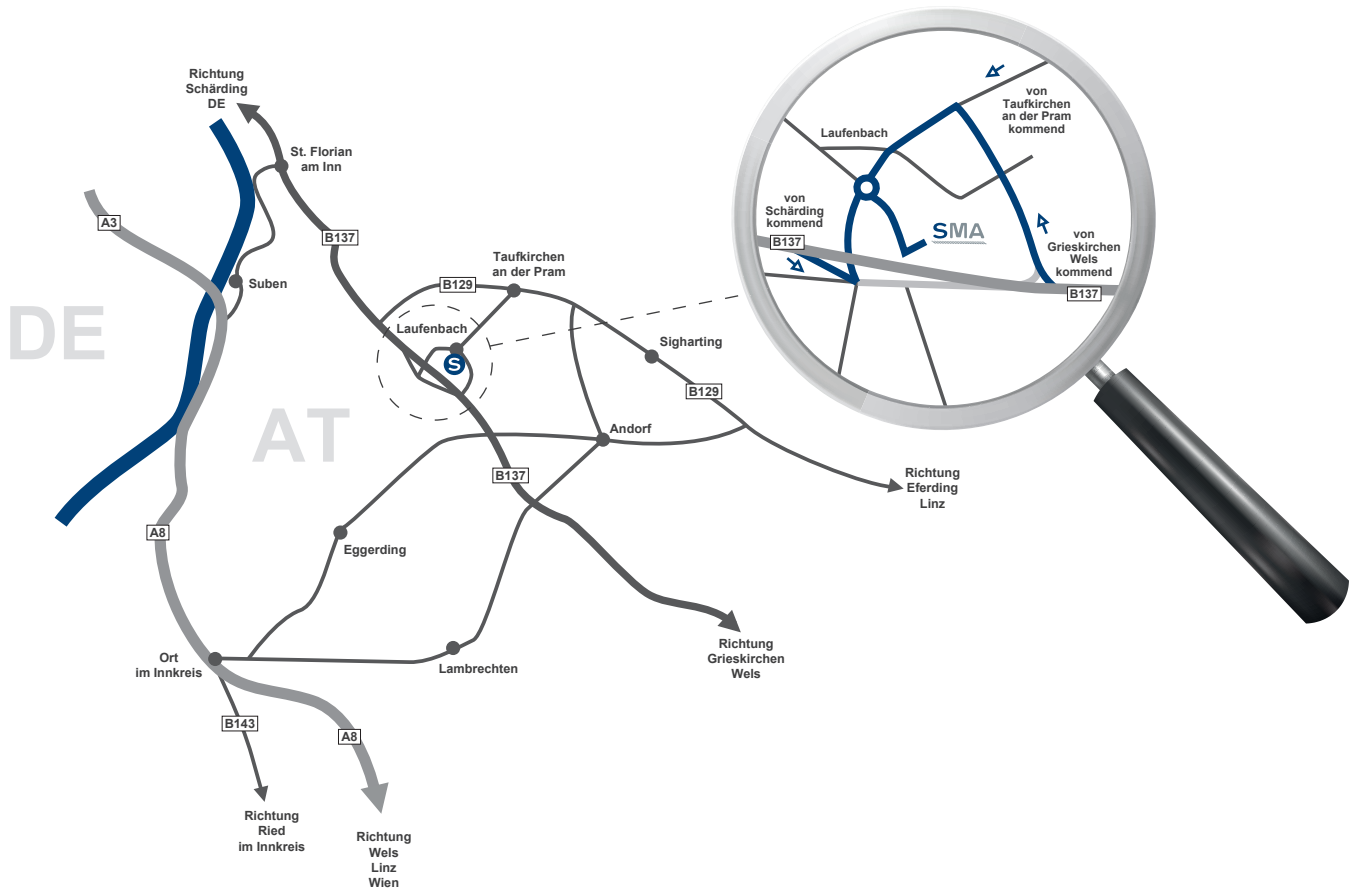 Richtung
Schärding
DE
St. Florian
am Inn
A3
B137
Suben
DE
AT
Taufkirchen
an der Pram
B129
Laufenbach
S
Sigharting
B129
Andorf
B137
Richtung
Eferding
Linz
A8
Eggerding
Ort
im Innkreis
Lambrechten
Richtung
Grieskirchen
Wels
B143
A8
Richtung
Ried
im Innkreis
Richtung
Wels
Linz
Wien
von
Taufkirchen
an der Pram
kommend
Laufenbach
von
Schärding
kommend
B137
SMA
von
Grieskirchen
Wels
kommend
B137